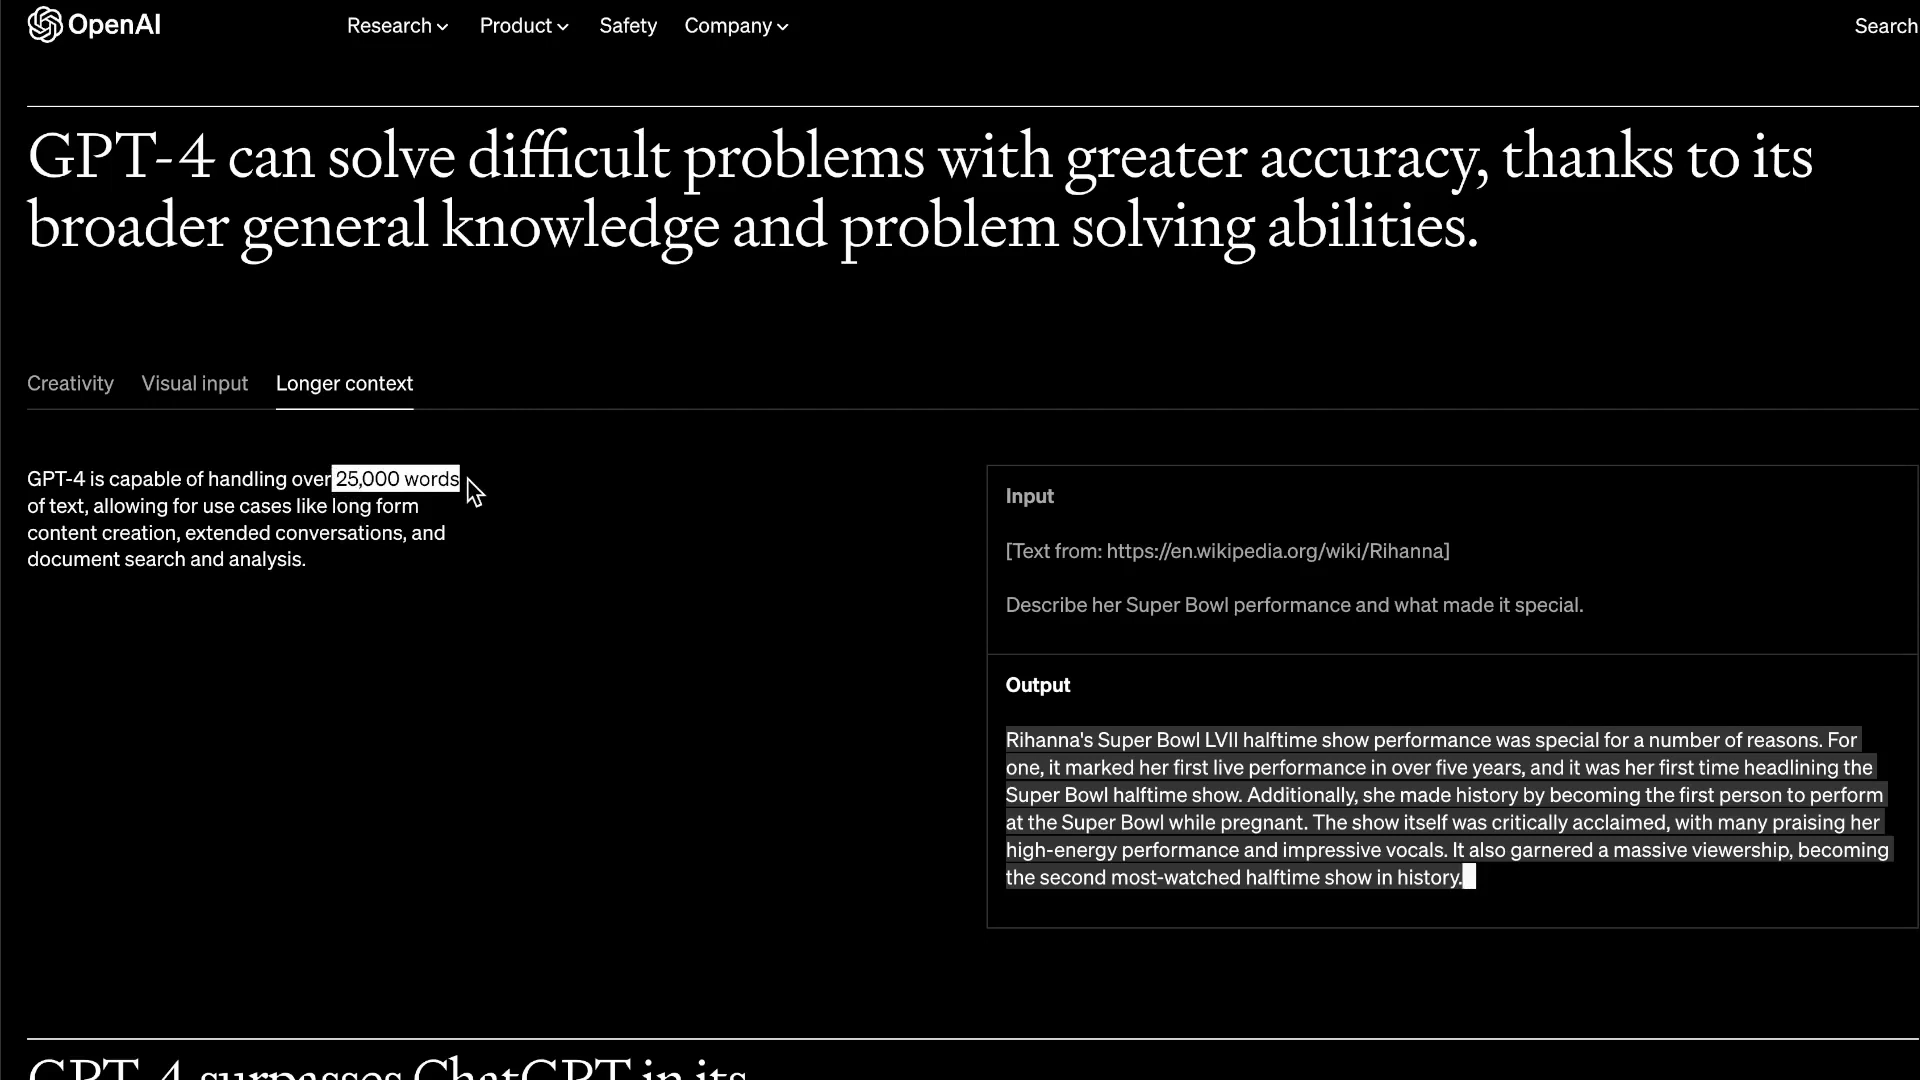 OpenAI
Research Product Safety Company Search
GPT-4 can solve difficult problems with greater accuracy, thanks to its
broader general knowledge and problem solving abilities.
Creativity Visual input Longer context
GPT-4 is capable of handling over 25,000 words
of text, allowing for use cases like long form
content creation, extended conversations, and
document search and analysis.
Input
[Text from: https://en.wikipedia.org/wiki/Rihanna]
Describe her Super Bowl performance and what made it special.
Output
Rihanna's Super Bowl LVII halftime show performance was special for a number of reasons. For
one, it marked her first live performance in over five years, and it was her first time headlining the
Super Bowl halftime show. Additionally, she made history by becoming the first person to perform
at the Super Bowl while pregnant. The show itself was critically acclaimed, with many praising her
high-energy performance and impressive vocals. It also garnered a massive viewership, becoming
the second most-watched halftime show in history.
GPT-4 surpasses ChatGPT in its